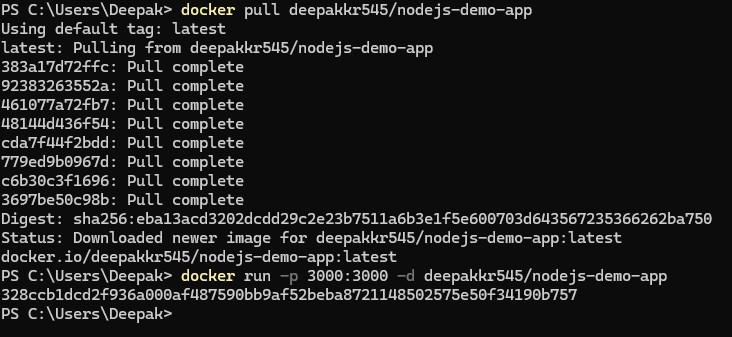 PS C:\Users\Deepak> docker pull deepakkr545/nodejs-demo-app
Using default tag: latest
latest: Pulling from deepakkr545/nodejs-demo-app
383a17d72ffc: Pull complete
92383263552a: Pull complete
461077a72fb7: Pull complete
48144d436f54: Pull complete
cda7f44f2bdd: Pull complete
779ed9b0967d: Pull complete
c6b30c3f1696: Pull complete
3697be50c98b: Pull complete
Digest: sha256:eba13acd3202dcdd29c2e23b7511a6b3e1f5e600703d643567235366262ba750
Status: Downloaded newer image for deepakkr545/nodejs-demo-app:latest
docker.io/deepakkr545/nodejs-demo-app:latest
PS C:\Users\Deepak> docker run -p 3000:3000 -d deepakkr545/nodejs-demo-app
328ccb1dcd2f936a000af487590bb9af52beba8721148502575e50f34190b757
PS C:\Users\Deepak>